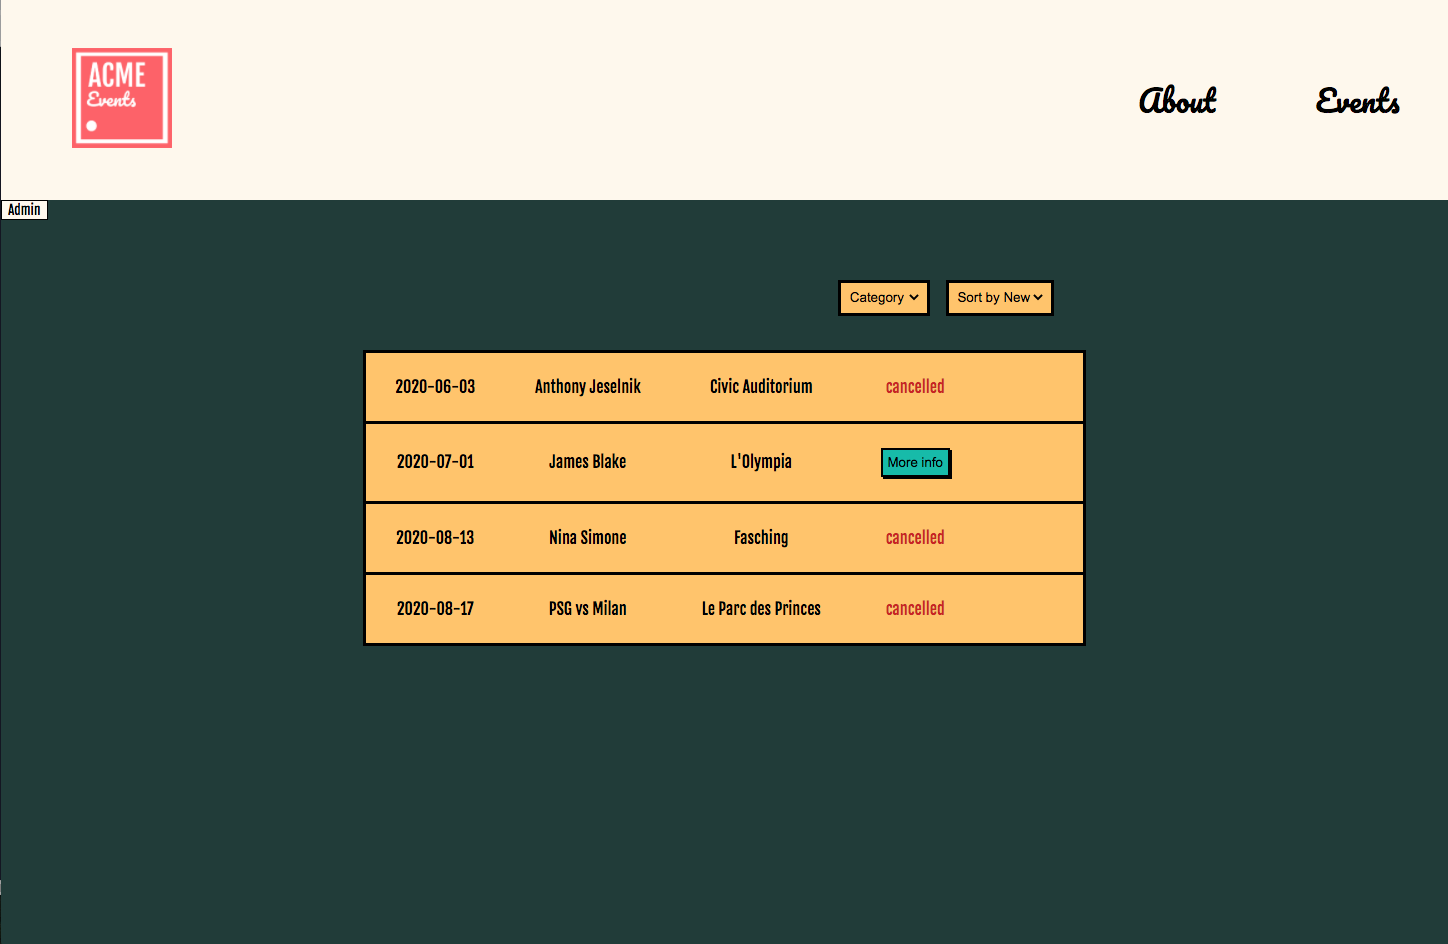 ACME
Events
About Events
Admin
Category Sort by New
2020-06-03 Anthony Jeselnik Civic Auditorium cancelled
2020-07-01 James Blake L'Olympia More info
2020-08-13 Nina Simone Fasching cancelled
2020-08-17 PSG vs Milan Le Parc des Princes cancelled